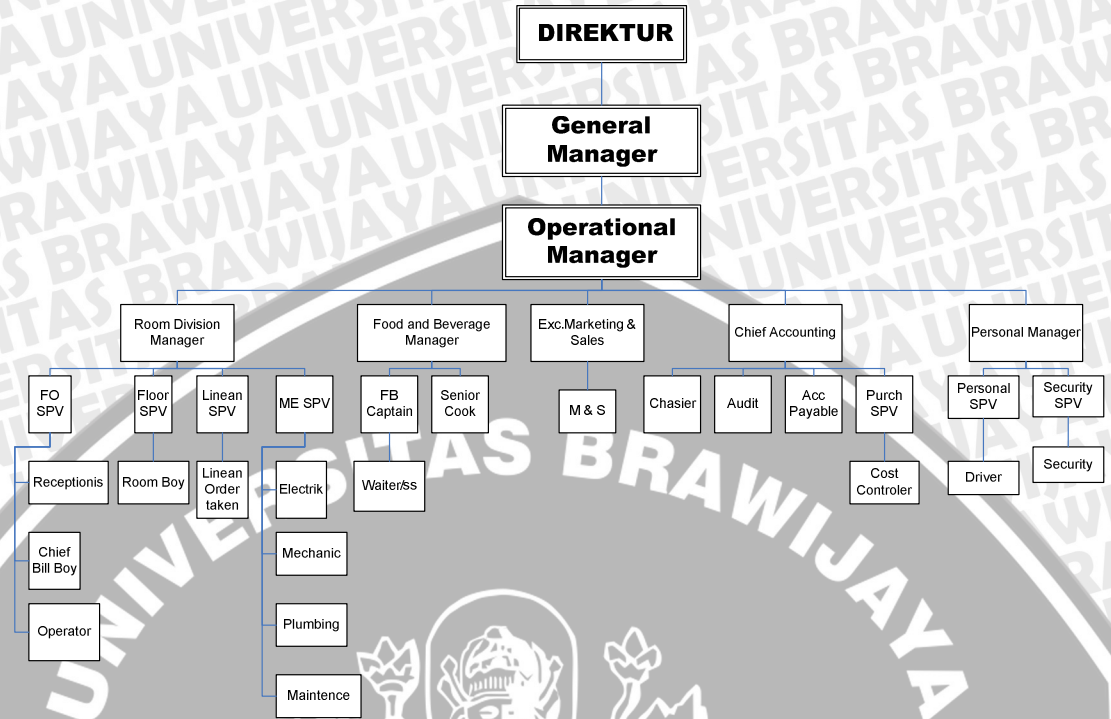 DIREKTUR
General
Manager
Operational
Manager
Room Division
Manager
Food and Beverage
Manager
Exc.Marketing &
Sales
Chief Accounting
Personal Manager
FO
SPV
Floor
SPV
Linean
SPV
ME SPV
FB
Captain
Senior
Cook
M & S
Chasier
Audit
Acc
Payable
Purch
SPV
Personal
SPV
Security
SPV
Receptionis
Room Boy
Linean
Order
taken
Electrik
Waiter/ss
Cost
Controler
Driver
Security
Chief
Bill Boy
Mechanic
Operator
Plumbing
Maintence
UNIVERSITAS BRAWIJAYA